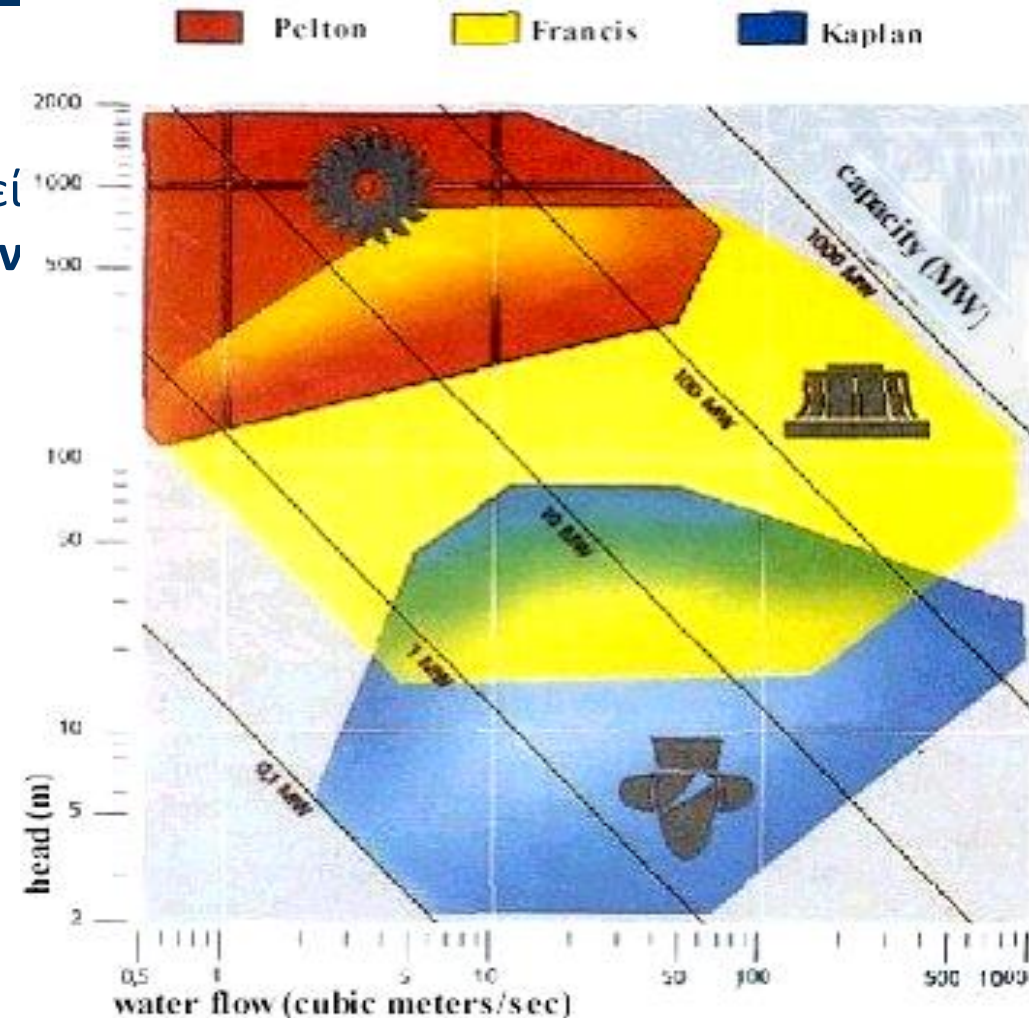 Pelton Francis Kaplan
2000
εί
1000
ν
500
100
50
10
5
2
head (m)
capacity (MW)
1000 MW
100 MW
10 MW
1 MW
0,1 MW
0,5 1 5 10 50 100 500 1000
water flow (cubic meters/sec)